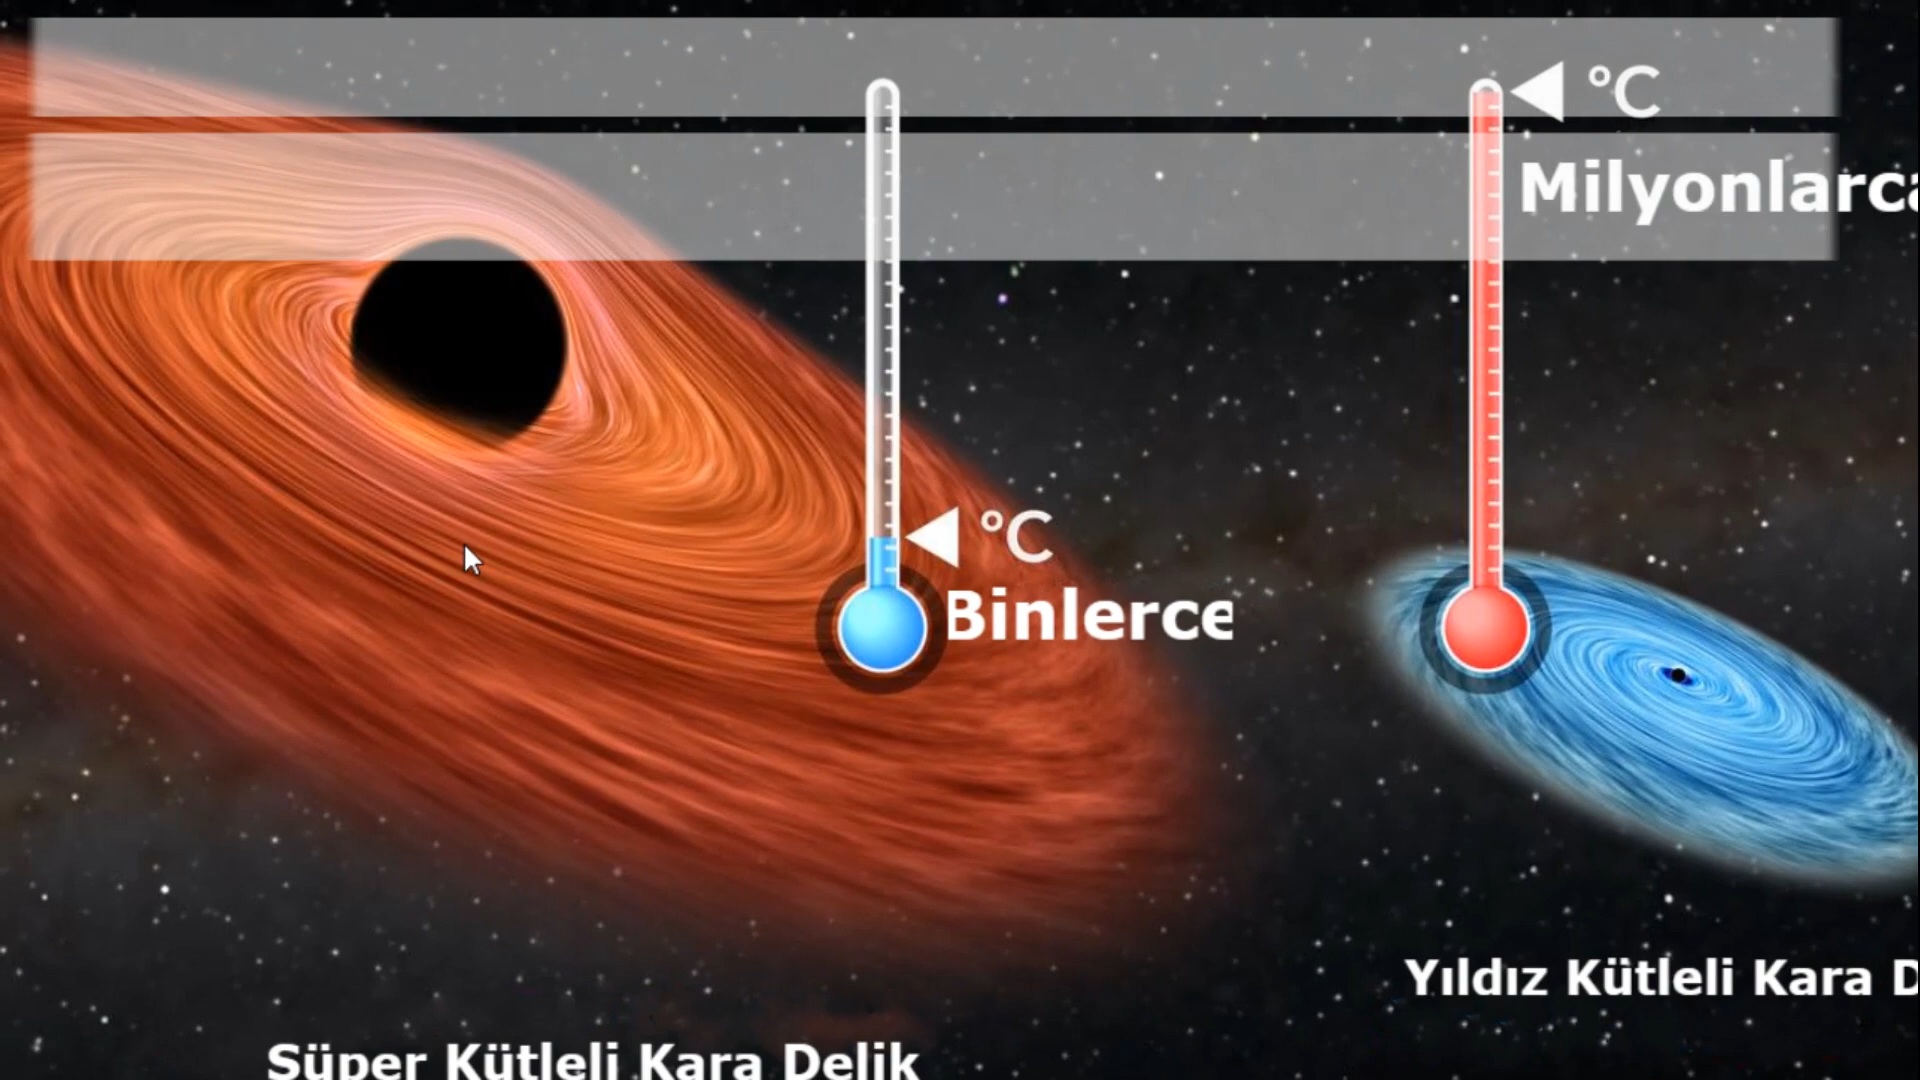 °C
Milyonlarca
°C
Binlerce
Yıldız Kütleli Kara D
Süper Kütleli Kara Delik